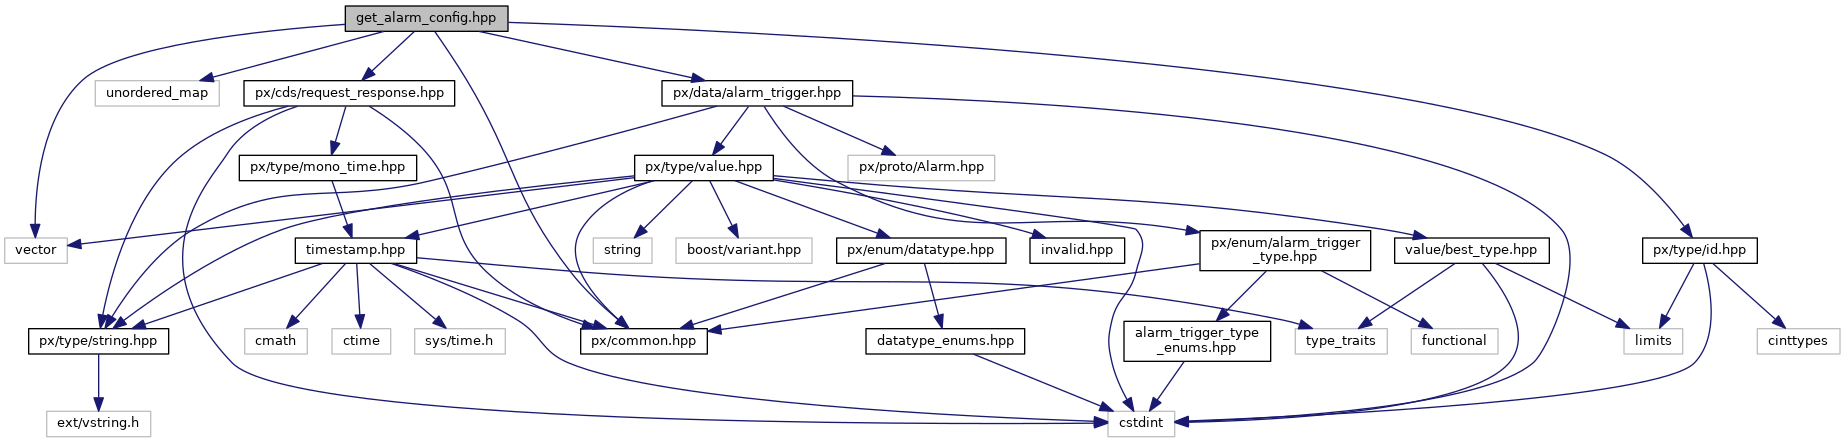 get_alarm_config.hpp
unordered_map
px/cds/request_response.hpp
px/data/alarm_trigger.hpp
px/type/mono_time.hpp
px/type/value.hpp
px/proto/Alarm.hpp
vector
timestamp.hpp
string
boost/variant.hpp
px/enum/datatype.hpp
invalid.hpp
px/enum/alarm_trigger
_type.hpp
value/best_type.hpp
px/type/id.hpp
px/type/string.hpp
cmath
ctime
sys/time.h
px/common.hpp
datatype_enums.hpp
alarm_trigger_type
_enums.hpp
type_traits
functional
limits
cinttypes
ext/vstring.h
cstdint